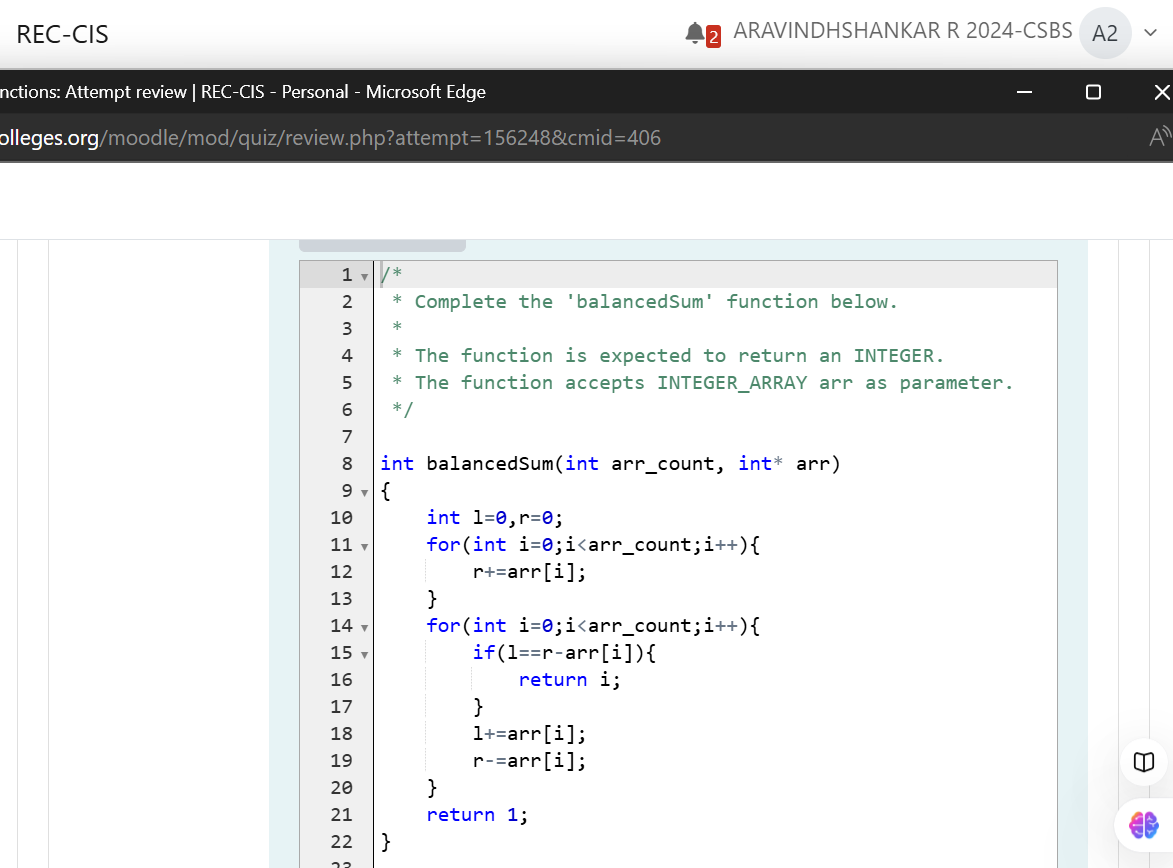 REC-CIS
2
ARAVINDHSHANKAR R 2024-CSBS
A2
nctions: Attempt review | REC-CIS - Personal - Microsoft Edge
olleges.org/moodle/mod/quiz/review.php?attempt=156248&cmid=406
1 /*
2  * Complete the 'balancedSum' function below.
3  *
4  * The function is expected to return an INTEGER.
5  * The function accepts INTEGER_ARRAY arr as parameter.
6  */
7
8 int balancedSum(int arr_count, int* arr)
9 {
10     int l=0,r=0;
11     for(int i=0;i<arr_count;i++){
12         r+=arr[i];
13     }
14     for(int i=0;i<arr_count;i++){
15         if(l==r-arr[i]){
16             return i;
17         }
18         l+=arr[i];
19         r-=arr[i];
20     }
21     return 1;
22 }
23